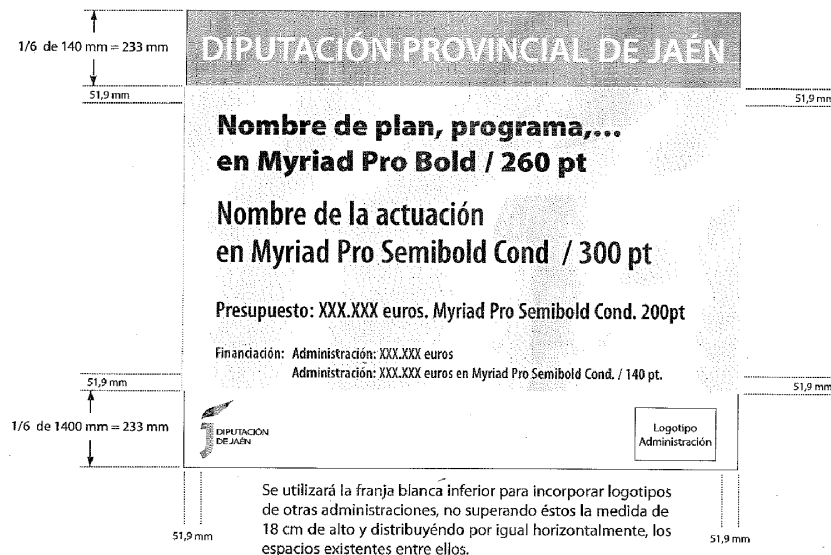 1/6 de 140 mm = 233 mm
DIPUTACIÓN PROVINCIAL DE JAÉN
51,9 mm
51,9 mm
Nombre de plan, programa,...
en Myriad Pro Bold / 260 pt
Nombre de la actuación
en Myriad Pro Semibold Cond / 300 pt
Presupuesto: XXX.XXX euros. Myriad Pro Semibold Cond. 200pt
Financiación: Administración: XXX.XXX euros
Administración: XXX.XXX euros en Myriad Pro Semibold Cond. / 140 pt.
51,9 mm
51,9 mm
1/6 de 1400 mm = 233 mm
DIPUTACIÓN
DE JAÉN
Logotipo
Administración
Se utilizará la franja blanca inferior para incorporar logotipos
de otras administraciones, no superando éstos la medida de
18 cm de alto y distribuyéndo por igual horizontalmente, los
espacios existentes entre ellos.
51,9 mm
51,9 mm